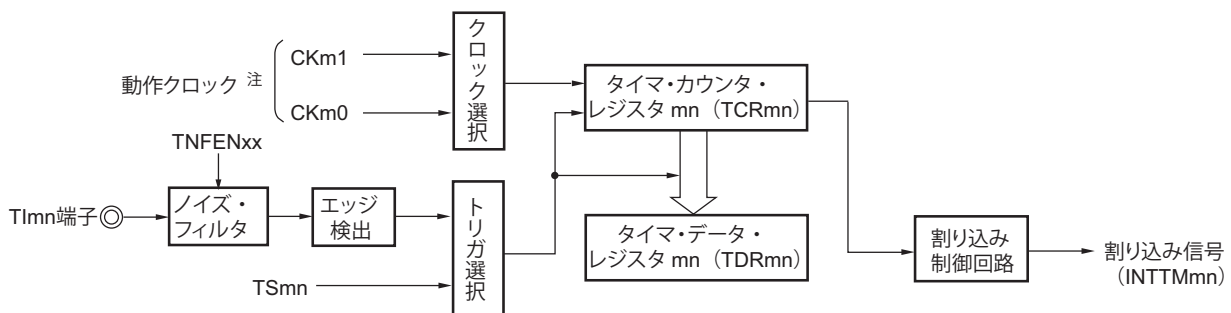 動作クロック 注
CKm1
CKm0
クロック選択
タイマ・カウンタ・
レジスタ mn（TCRmn）
TNFENxx
TImn端子
ノイズ・
フィルタ
エッジ
検出
トリガ選択
TSmn
タイマ・データ・
レジスタ mn（TDRmn）
割り込み
制御回路
割り込み信号
（INTTMmn）